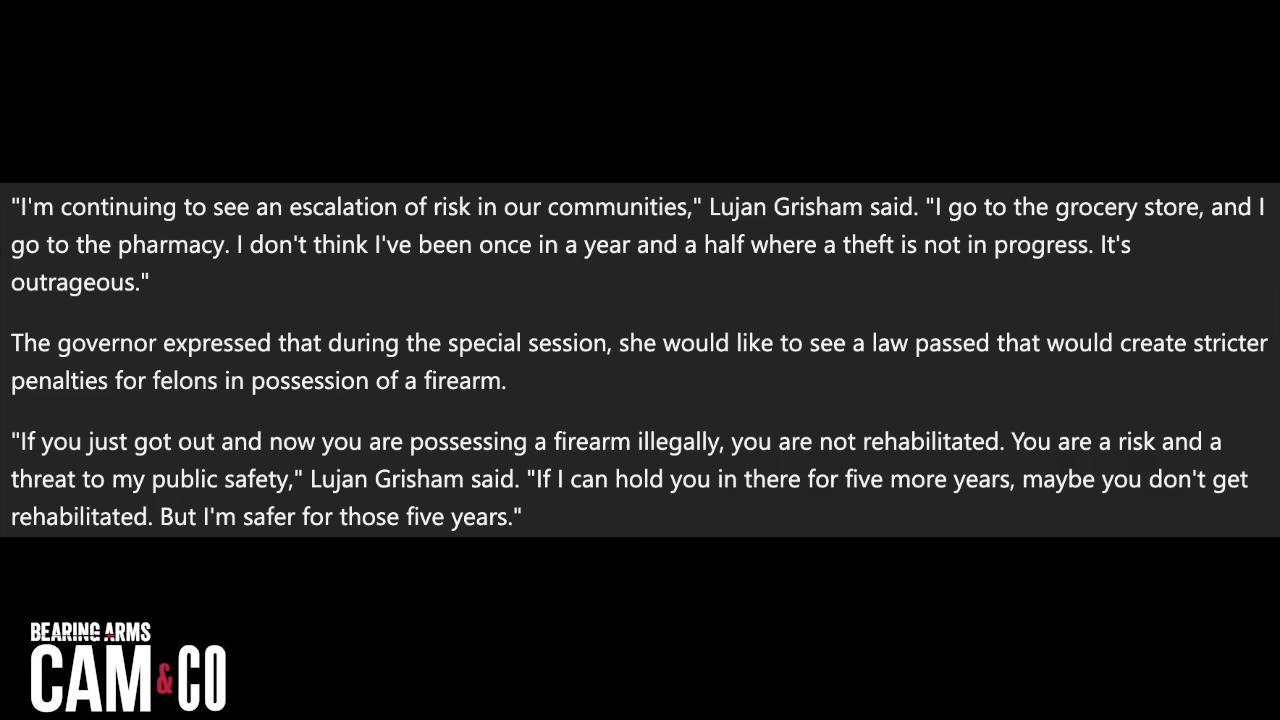 "I'm continuing to see an escalation of risk in our communities," Lujan Grisham said. "I go to the grocery store, and I
go to the pharmacy. I don't think I've been once in a year and a half where a theft is not in progress. It's
outrageous."
The governor expressed that during the special session, she would like to see a law passed that would create stricter
penalties for felons in possession of a firearm.
"If you just got out and now you are possessing a firearm illegally, you are not rehabilitated. You are a risk and a
threat to my public safety," Lujan Grisham said. "If I can hold you in there for five more years, maybe you don't get
rehabilitated. But I'm safer for those five years."
BEARING ARMS
CAM & CO